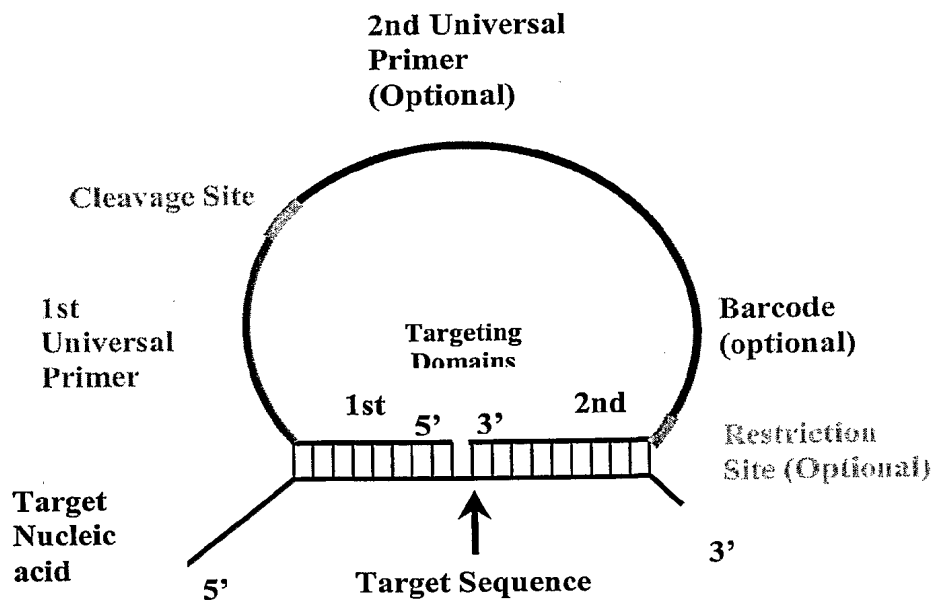 2nd Universal
Primer
(Optional)
Cleavage Site
1st
Universal
Primer
Targeting
Domains
Barcode
(optional)
1st
5’
3’
2nd
Restriction
Site (Optional)
Target
Nucleic
acid
5’
Target Sequence
3’